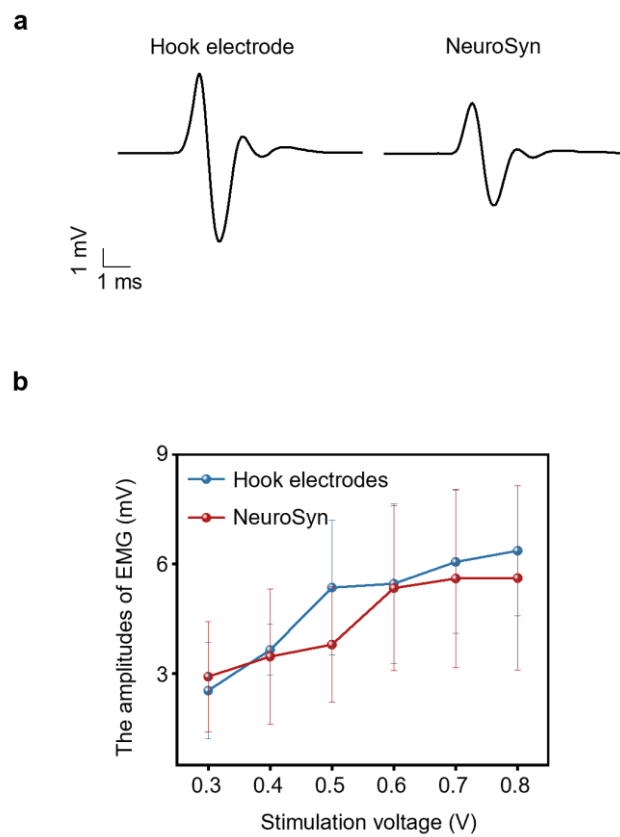 a
Hook electrode
NeuroSyn
1 mV
1 ms
b
The amplitudes of EMG (mV)
9
6
3
Hook electrodes
NeuroSyn
0.3 0.4 0.5 0.6 0.7 0.8
Stimulation voltage (V)